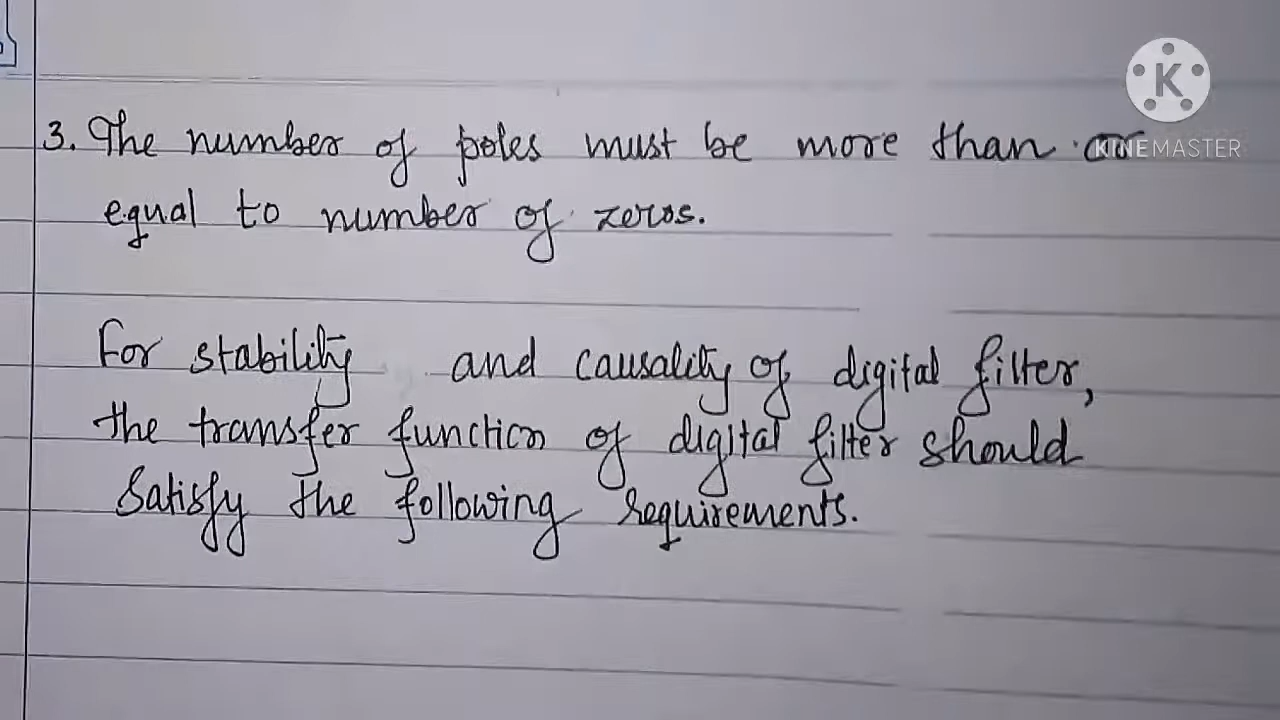 3. The number of poles must be more than or
equal to number of zeros.
For stability and causality of digital filter,
the transfer function of digital filter should
satisfy the following requirements.
K
KINEMASTER